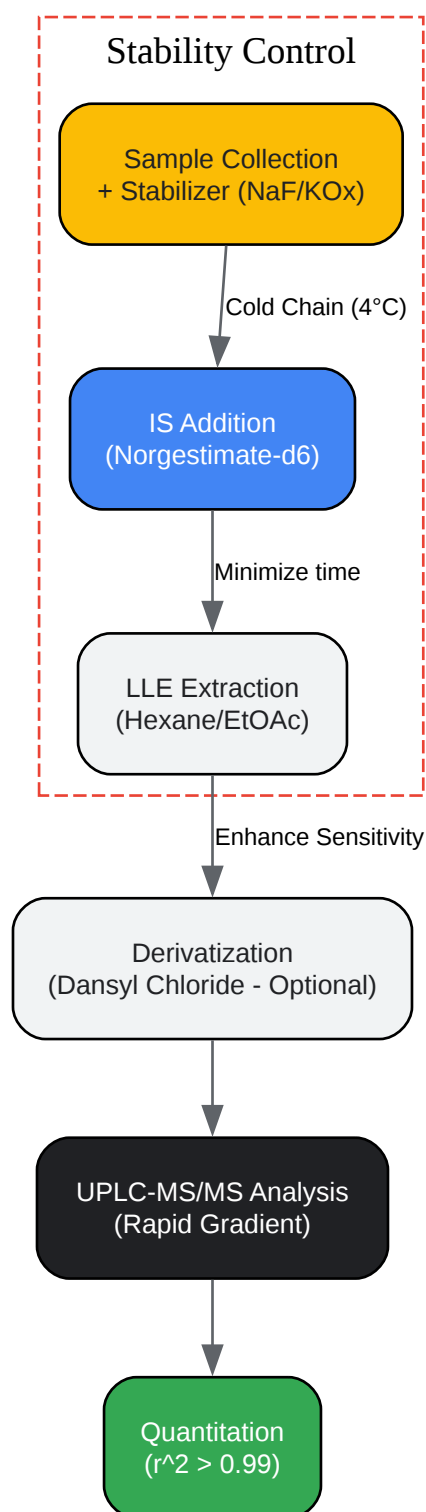 Stability Control
Sample Collection
+ Stabilizer (NaF/KOx)
Cold Chain (4°C)
IS Addition
(Norgestimate-d6)
Minimize time
LLE Extraction
(Hexane/EtOAc)
Enhance Sensitivity
Derivatization
(Dansyl Chloride - Optional)
UPLC-MS/MS Analysis
(Rapid Gradient)
Quantitation
(r^2 > 0.99)